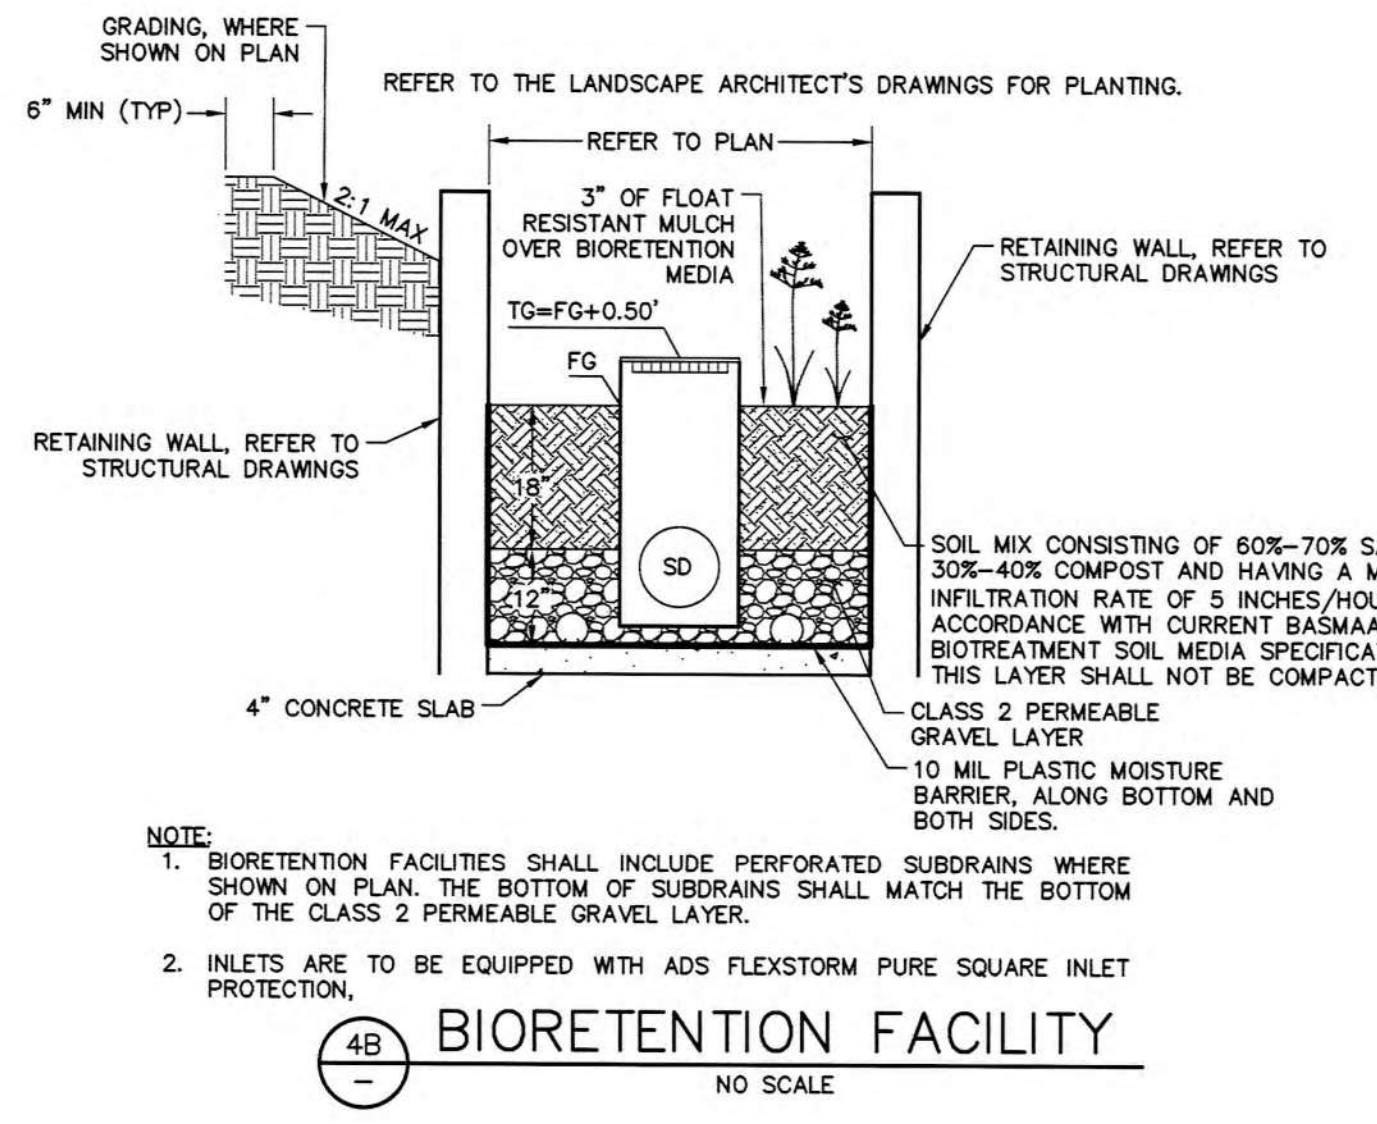 GRADING, WHERE
SHOWN ON PLAN
REFER TO THE LANDSCAPE ARCHITECT'S DRAWINGS FOR PLANTING.
6" MIN (TYP)
REFER TO PLAN
2:1 MAX
3" OF FLOAT
RESISTANT MULCH
OVER BIORETENTION
MEDIA
RETAINING WALL, REFER TO
STRUCTURAL DRAWINGS
TG=FG+0.50'
FG
RETAINING WALL, REFER TO
STRUCTURAL DRAWINGS
18"
SD
12"
SOIL MIX CONSISTING OF 60%-70%
30%-40% COMPOST AND HAVING A
INFILTRATION RATE OF 5
ACCORDANCE WITH CURRENT BASMAA
BIOTREATMENT SOIL MEDIA
THIS LAYER SHALL NOT BE
4" CONCRETE SLAB
CLASS 2 PERMEABLE
GRAVEL LAYER
10 MIL PLASTIC MOISTURE
BARRIER, ALONG BOTTOM AND
BOTH SIDES.
NOTE:
1. BIORETENTION FACILITIES SHALL INCLUDE PERFORATED SUBDRAINS WHERE
SHOWN ON PLAN. THE BOTTOM OF SUBDRAINS SHALL MATCH THE BOTTOM
OF THE CLASS 2 PERMEABLE GRAVEL LAYER.
2. INLETS ARE TO BE EQUIPPED WITH ADS FLEXSTORM PURE SQUARE INLET
PROTECTION,
4B
–
BIORETENTION FACILITY
NO SCALE